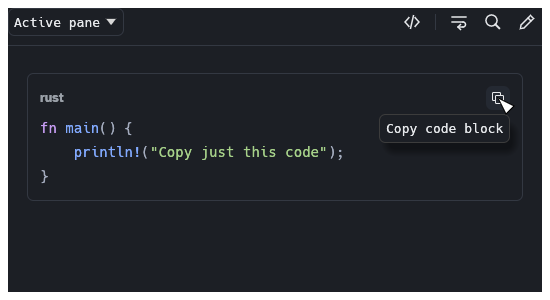 Active pane
rust
fn main() {
Copy code block
    println!("Copy just this code");
}